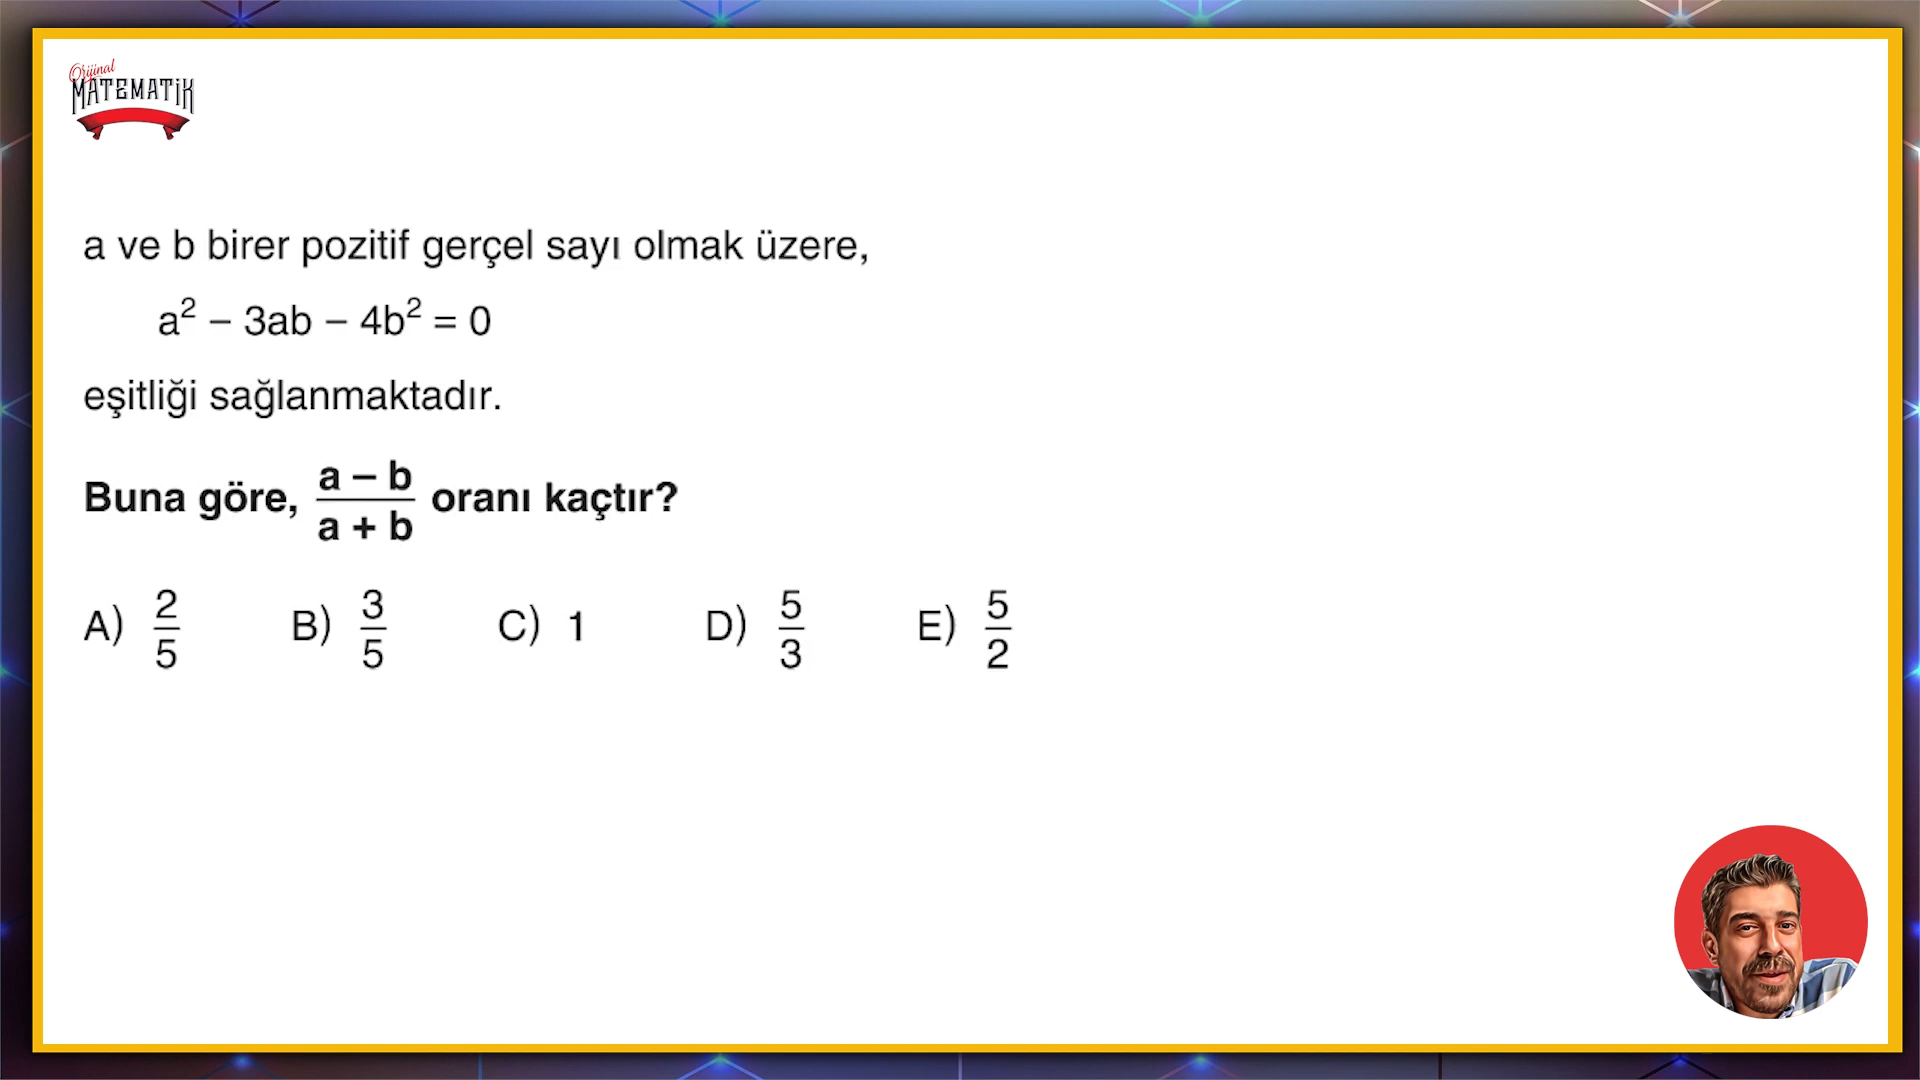 Orijinal
MATEMATİK
a ve b birer pozitif gerçel sayı olmak üzere,
a² – 3ab – 4b² = 0
eşitliği sağlanmaktadır.
Buna göre, (a – b)/(a + b) oranı kaçtır?
A) 2/5 B) 3/5 C) 1 D) 5/3 E) 5/2